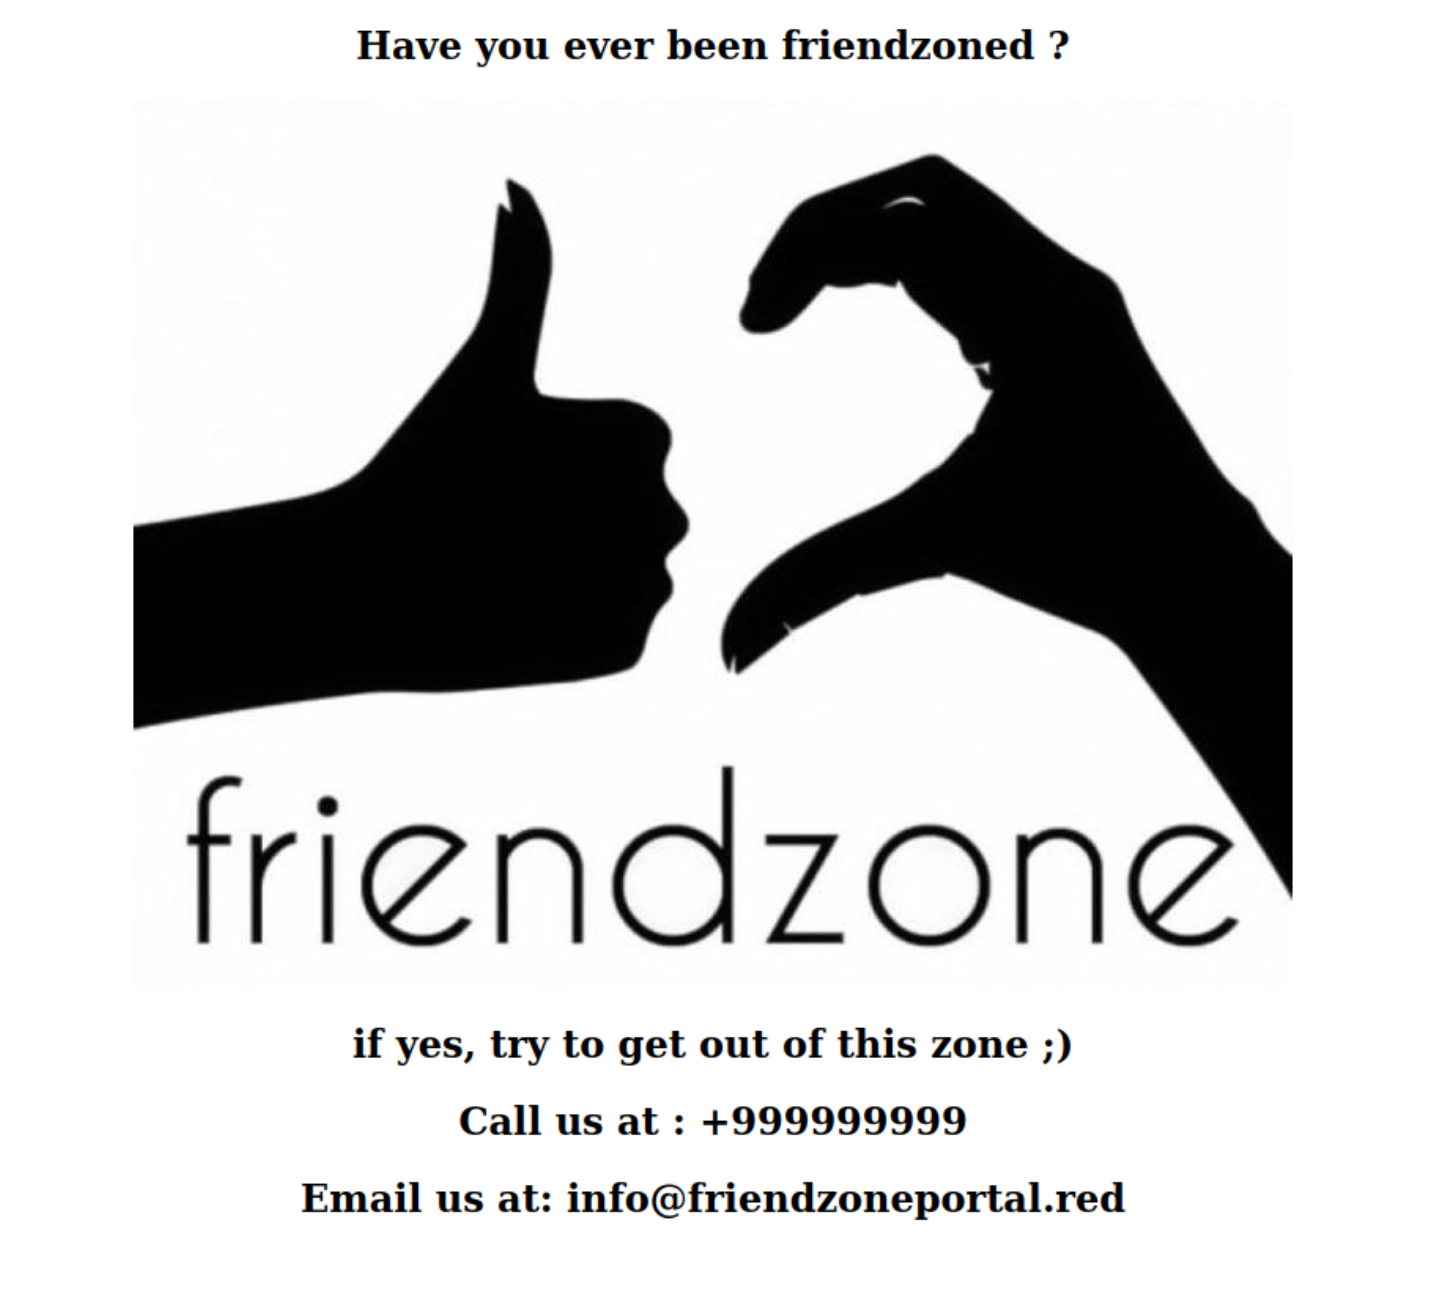 Have you ever been friendzoned ?
friendzone
if yes, try to get out of this zone ;)
Call us at : +999999999
Email us at: info@friendzoneportal.red